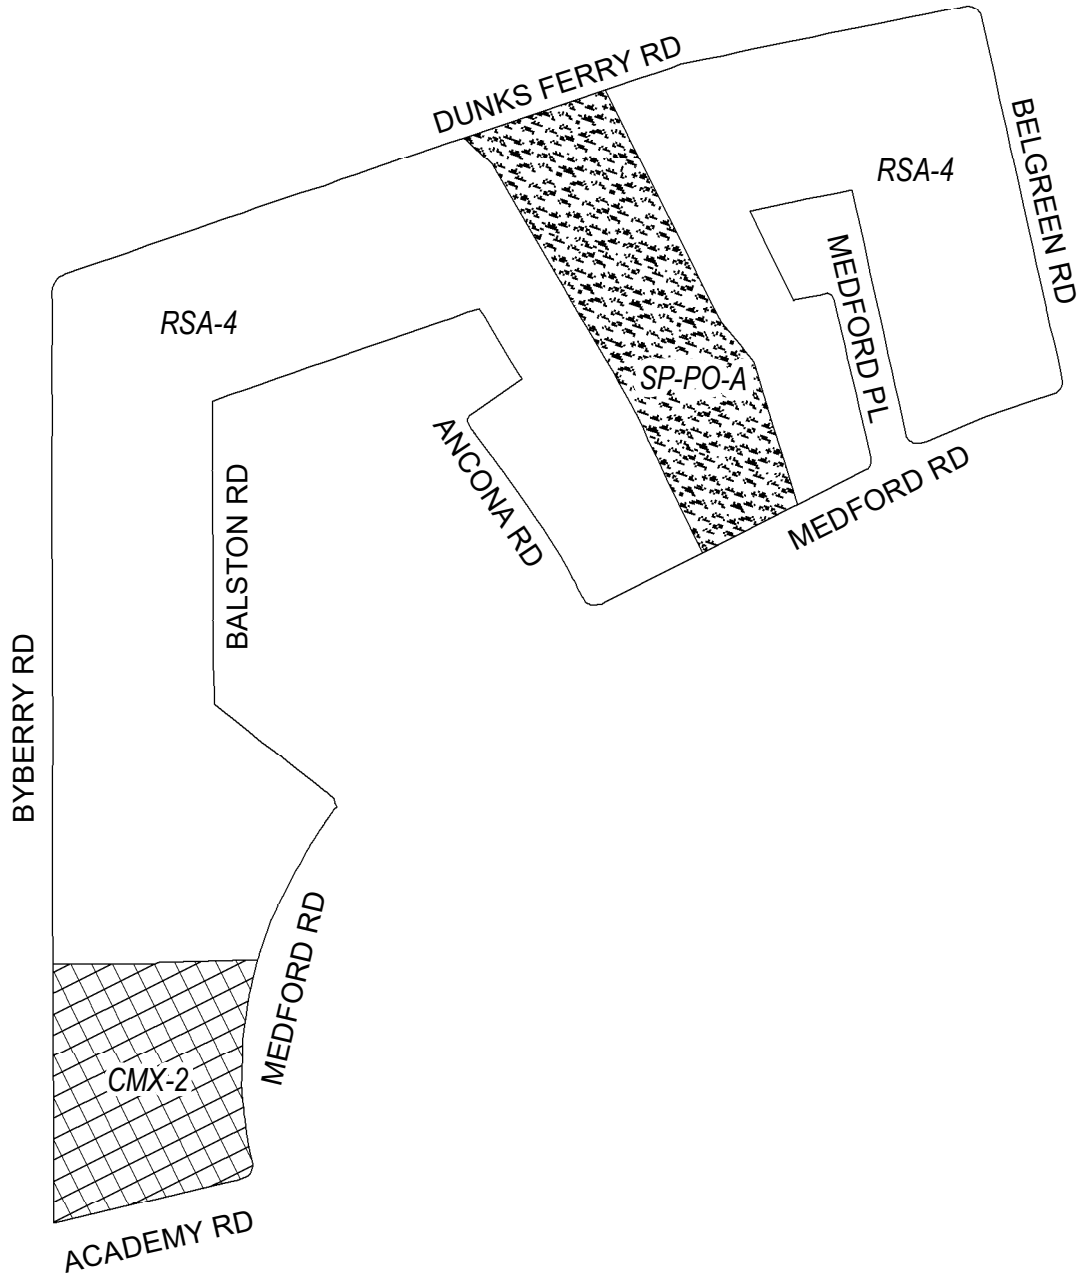 DUNKS FERRY RD
BELGREEN RD
RSA-4
MEDFORD PL
RSA-4
SP-PO-A
ANCONA RD
MEDFORD RD
BALSTON RD
BYBERRY RD
MEDFORD RD
CMX-2
ACADEMY RD